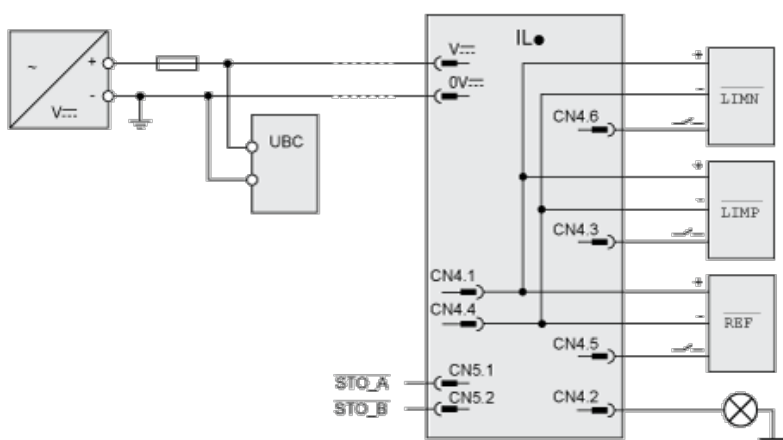 IL●
V⎓
0V⎓
+
-
~
V⎓
UBC
CN4.6
+
-
LIMN
CN4.3
+
-
LIMP
CN4.1
CN4.4
CN4.5
+
-
REF
STO_A
CN5.1
STO_B
CN5.2
CN4.2